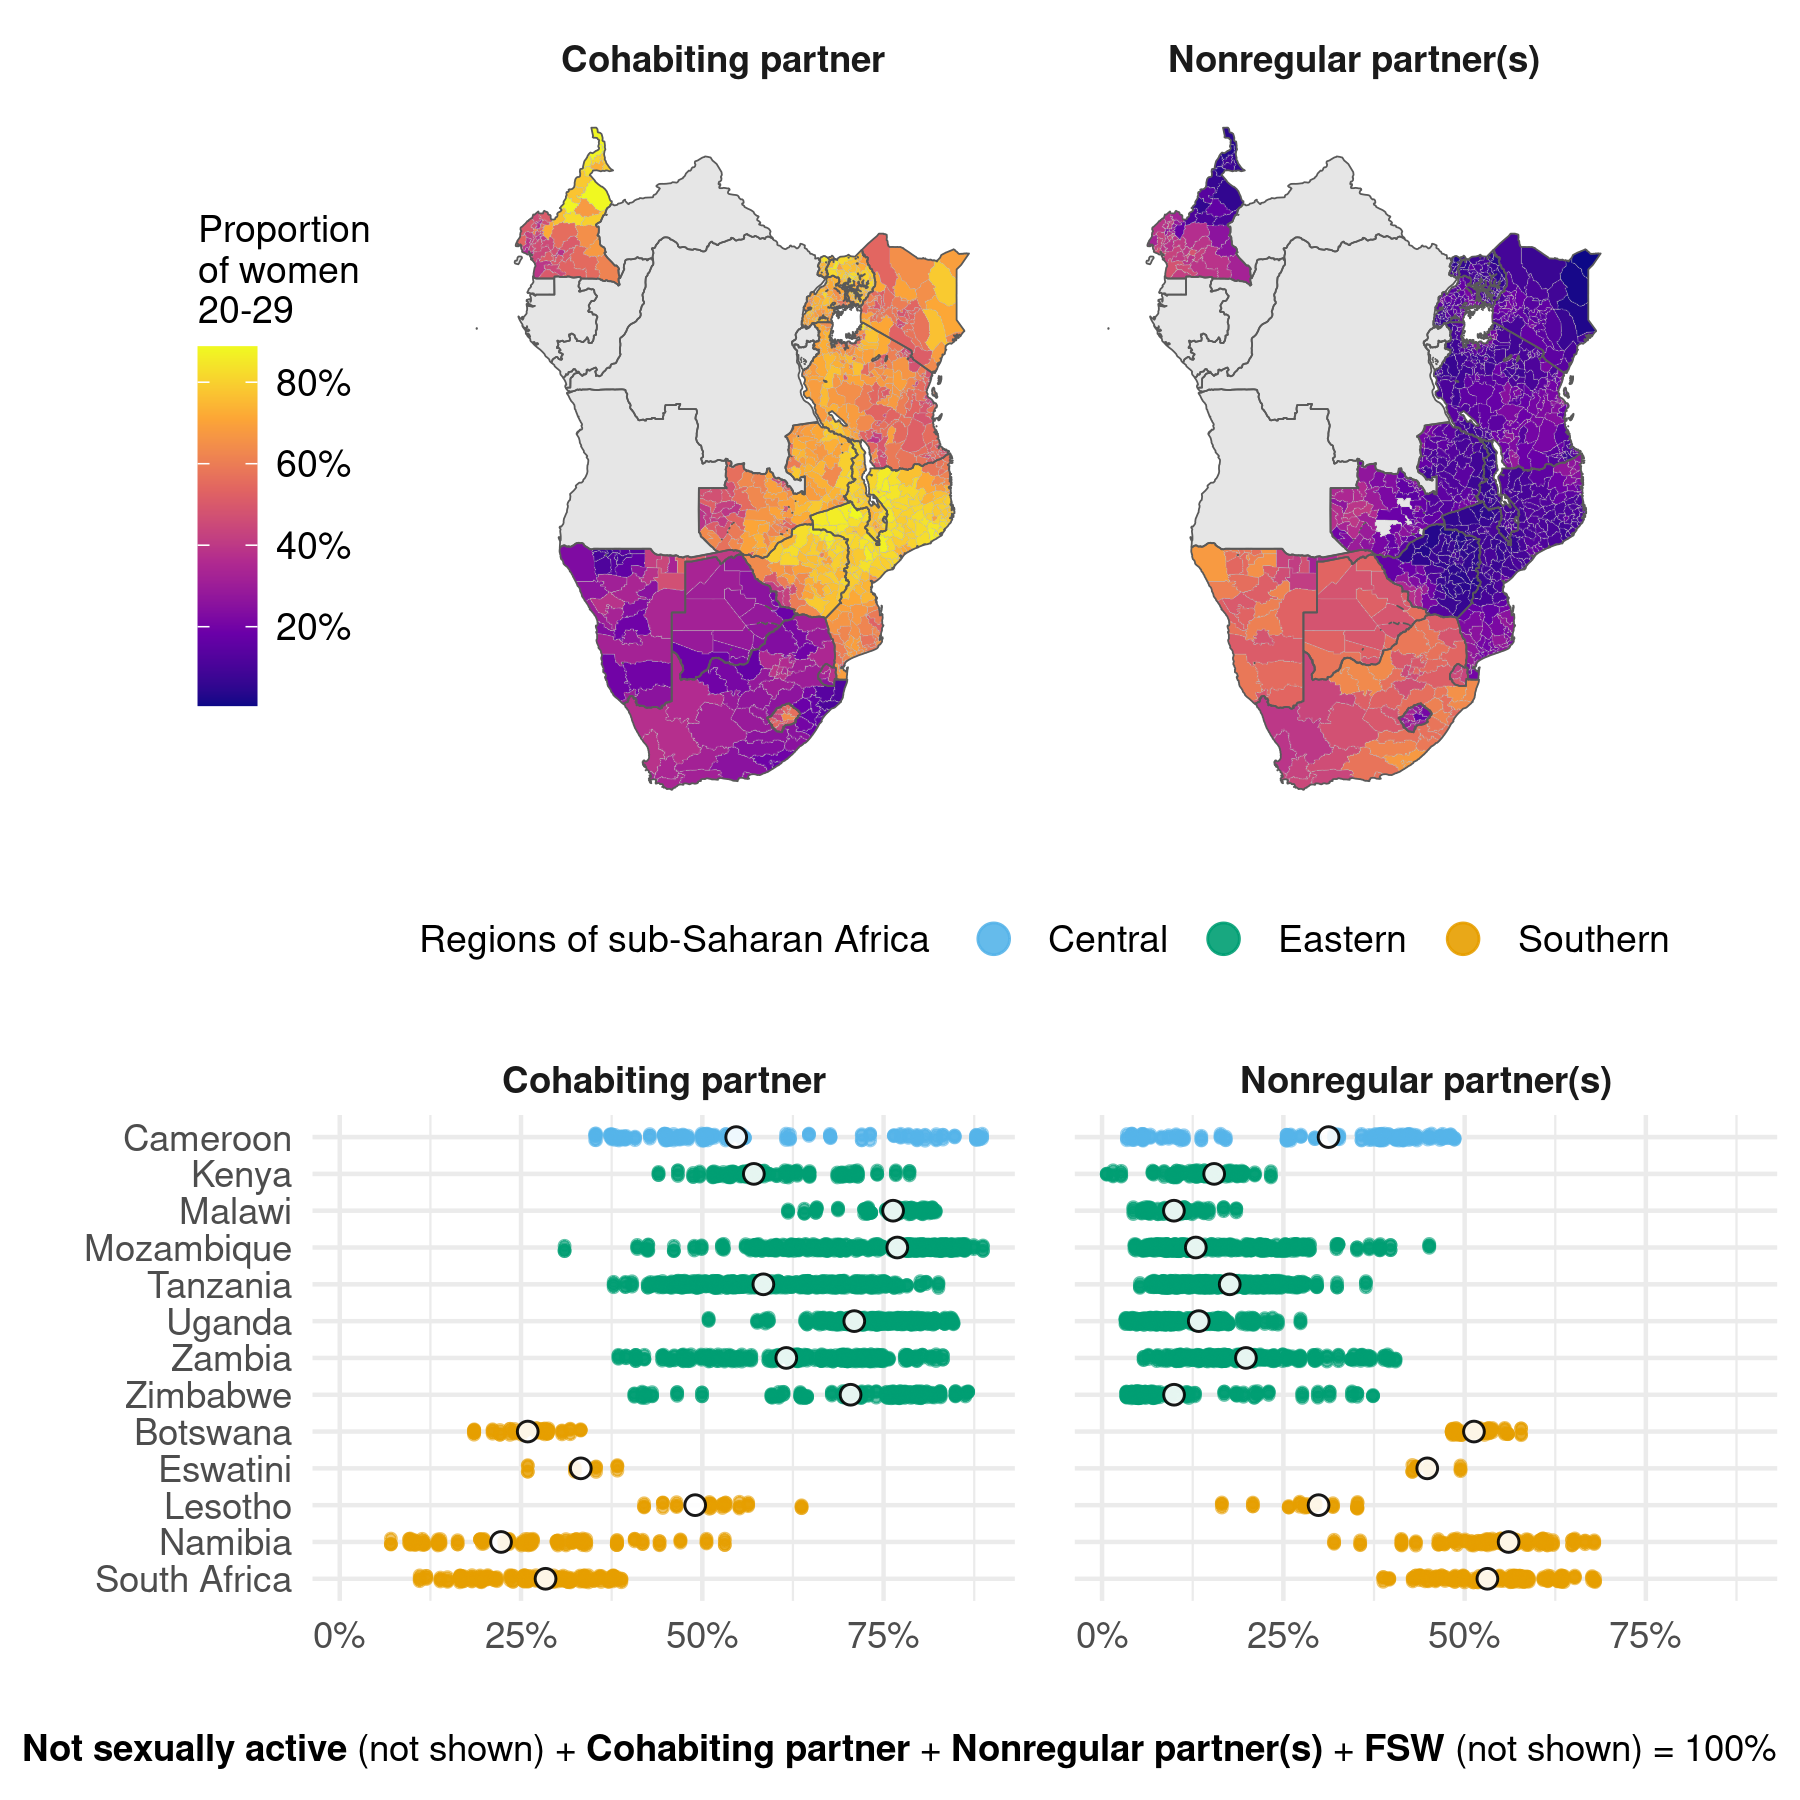 Cohabiting partner
Nonregular partner(s)
Proportion
of women
20-29
80%
60%
40%
20%
Regions of sub-Saharan Africa
Central
Eastern
Southern
Cohabiting partner
Nonregular partner(s)
Cameroon
Kenya
Malawi
Mozambique
Tanzania
Uganda
Zambia
Zimbabwe
Botswana
Eswatini
Lesotho
Namibia
South Africa
0%
25%
50%
75%
0%
25%
50%
75%
Not sexually active (not shown) + Cohabiting partner + Nonregular partner(s) + FSW (not shown) = 100%